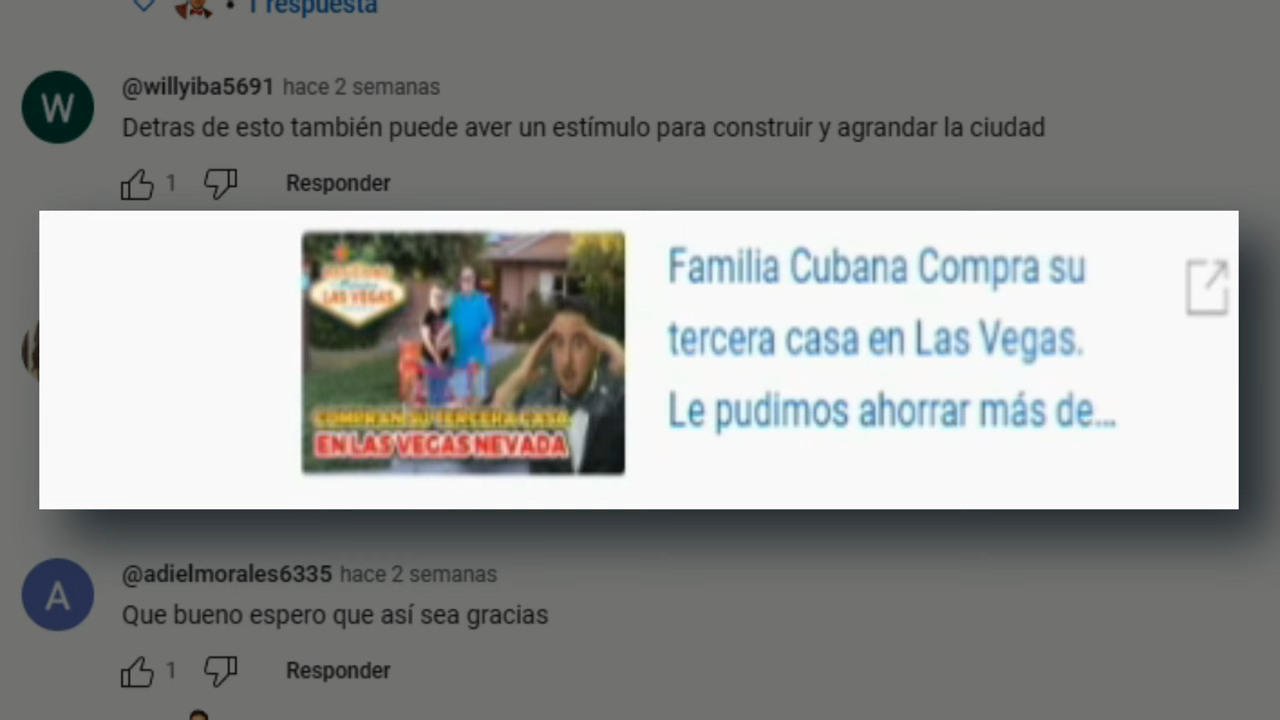 1 respuesta
@willyiba5691 hace 2 semanas
Detras de esto también puede aver un estímulo para construir y agrandar la ciudad
1 Responder
LAS VEGAS
COMPRAN SU TERCERA CASA
EN LAS VEGAS NEVADA
Familia Cubana Compra su
tercera casa en Las Vegas.
Le pudimos ahorrar más de...
@adielmorales6335 hace 2 semanas
Que bueno espero que así sea gracias
1 Responder
W
A